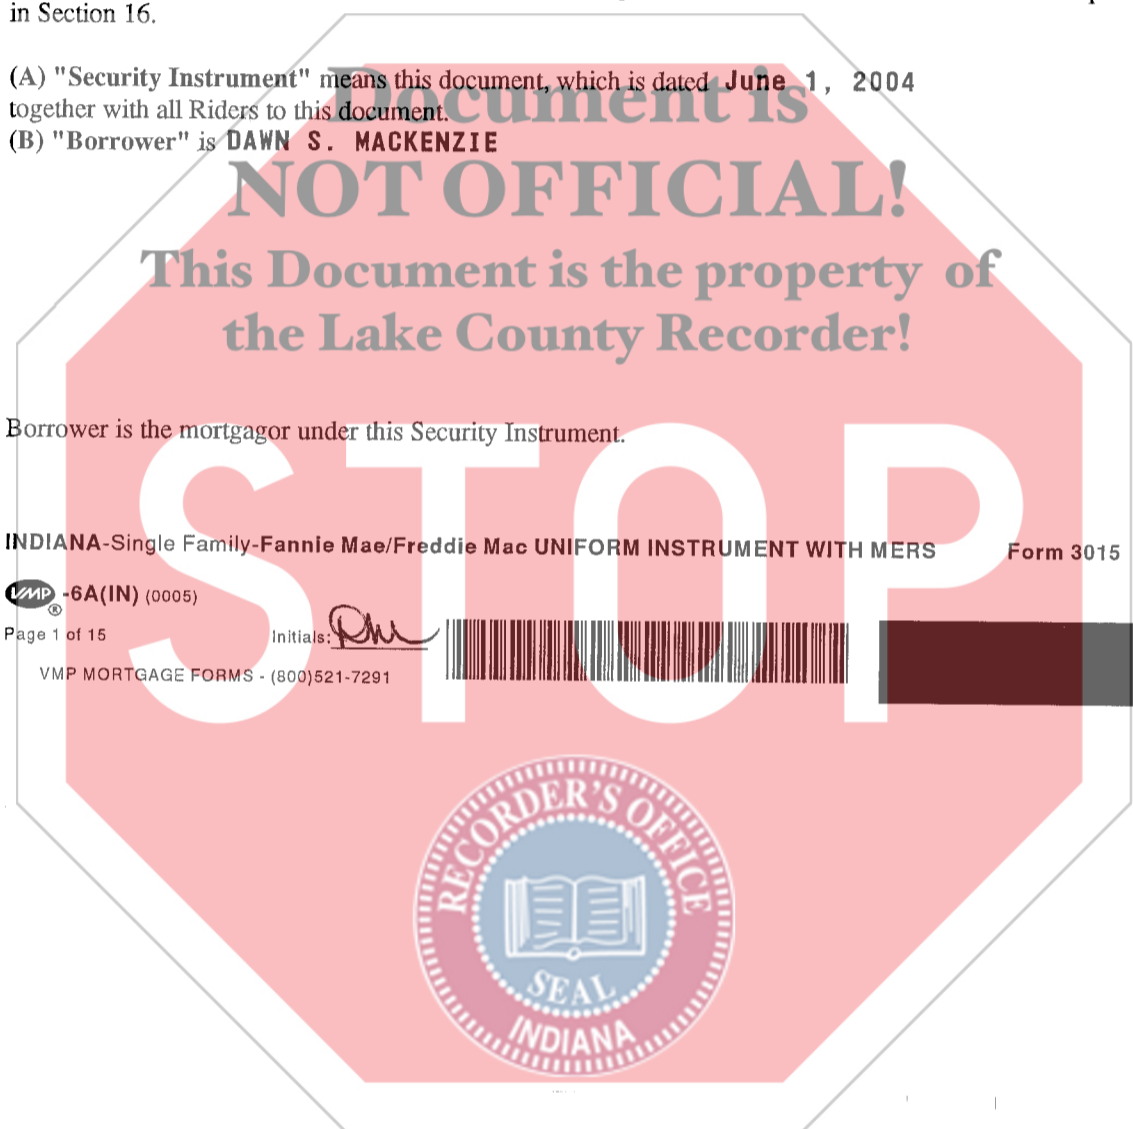 in Section 16.
(A) "Security Instrument" means this document, which is dated June 1, 2004
together with all Riders to this document.
(B) "Borrower" is DAWN S. MACKENZIE
Document is
NOT OFFICIAL!
This Document is the property of
the Lake County Recorder!
Borrower is the mortgagor under this Security Instrument.
STOP
INDIANA-Single Family-Fannie Mae/Freddie Mac UNIFORM INSTRUMENT WITH MERS Form 3015
VMP ® -6A(IN) (0005)
Page 1 of 15 Initials:
VMP MORTGAGE FORMS - (800)521-7291
RECORDER'S OFFICE
SEAL
INDIANA